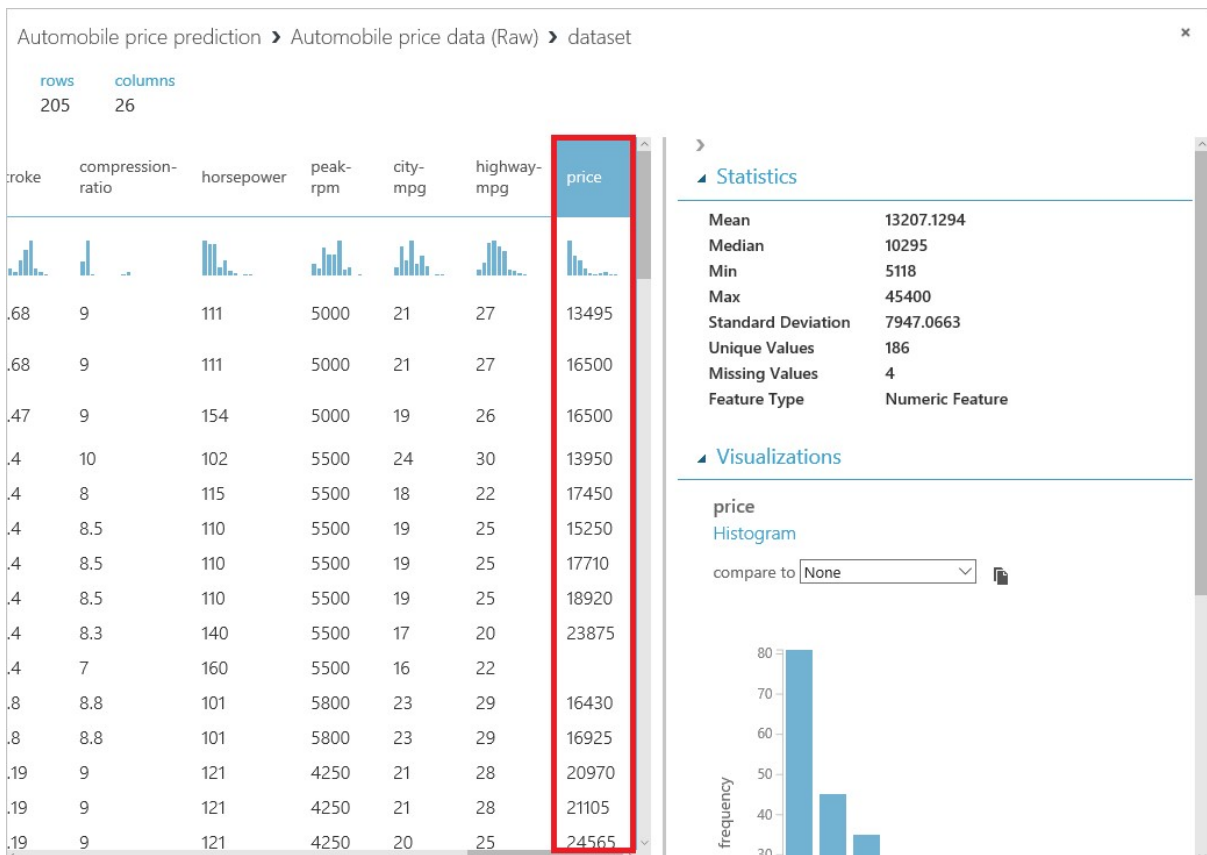 Automobile price prediction › Automobile price data (Raw) › dataset
rows columns
205 26
troke compression-ratio horsepower peak-rpm city-mpg highway-mpg price
.68 9 111 5000 21 27 13495
.68 9 111 5000 21 27 16500
.47 9 154 5000 19 26 16500
.4 10 102 5500 24 30 13950
.4 8 115 5500 18 22 17450
.4 8.5 110 5500 19 25 15250
.4 8.5 110 5500 19 25 17710
.4 8.5 110 5500 19 25 18920
.4 8.3 140 5500 17 20 23875
.4 7 160 5500 16 22
.8 8.8 101 5800 23 29 16430
.8 8.8 101 5800 23 29 16925
.19 9 121 4250 21 28 20970
.19 9 121 4250 21 28 21105
.19 9 121 4250 20 25 24565
Statistics
Mean 13207.1294
Median 10295
Min 5118
Max 45400
Standard Deviation 7947.0663
Unique Values 186
Missing Values 4
Feature Type Numeric Feature
Visualizations
price
Histogram
compare to None
80
70
60
50
40
30
frequency